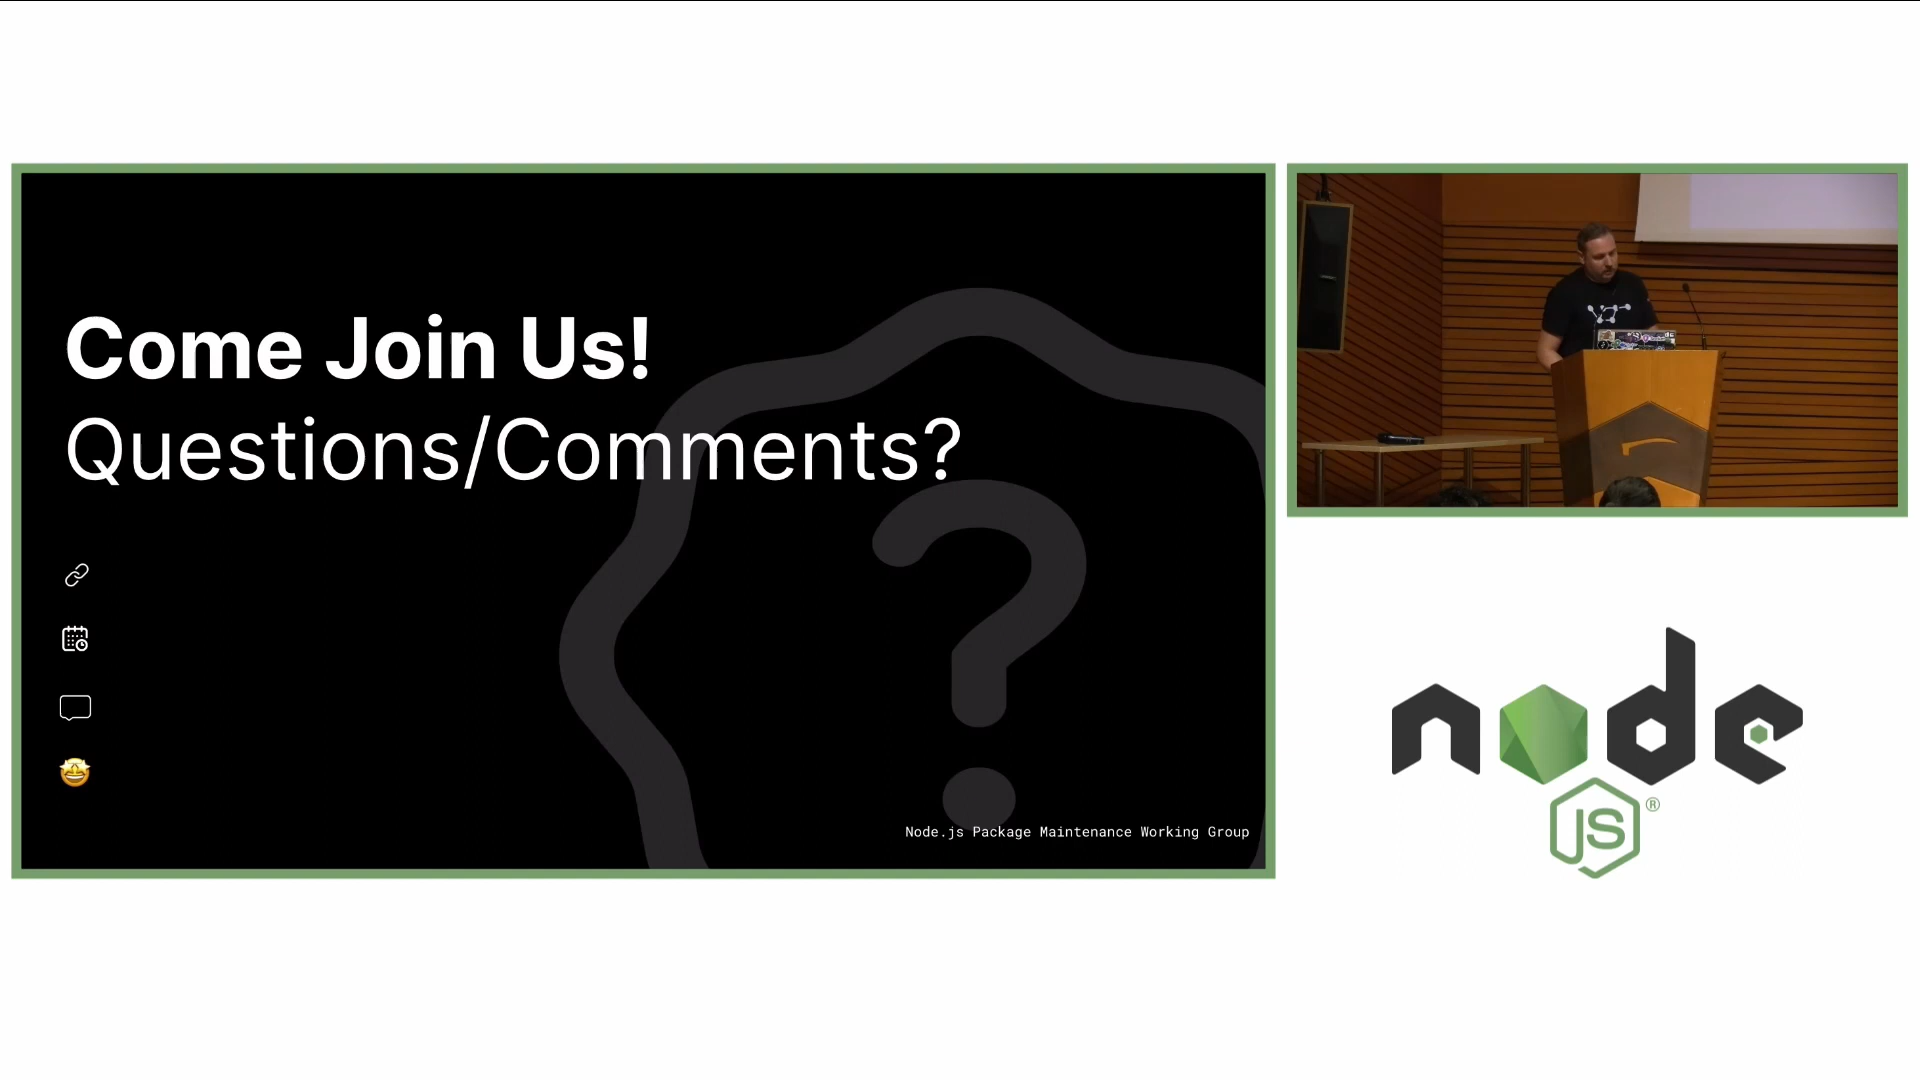 Come Join Us!
Questions/Comments?
Node.js Package Maintenance Working Group
node
JS ®